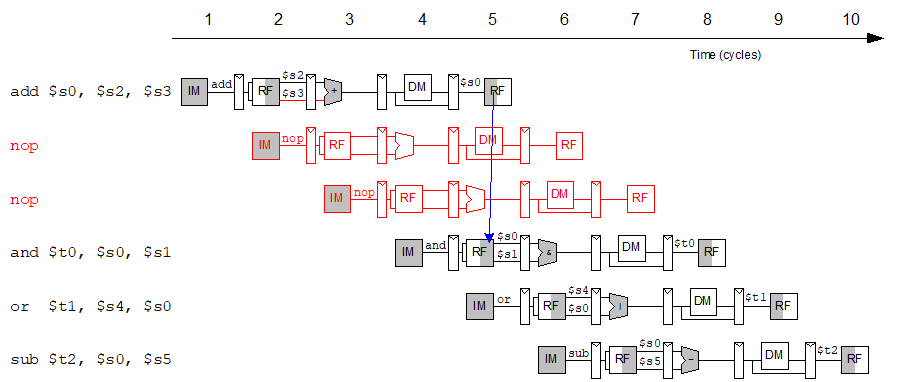 1 2 3 4 5 6 7 8 9 10
Time (cycles)
add $s0, $s2, $s3 IM add RF $s2 $s3 + DM $s0 RF
nop IM nop RF DM RF
nop IM nop RF DM RF
and $t0, $s0, $s1 IM and RF $s0 $s1 & DM $t0 RF
or $t1, $s4, $s0 IM or RF $s4 $s0 | DM $t1 RF
sub $t2, $s0, $s5 IM sub RF $s0 $s5 - DM $t2 RF